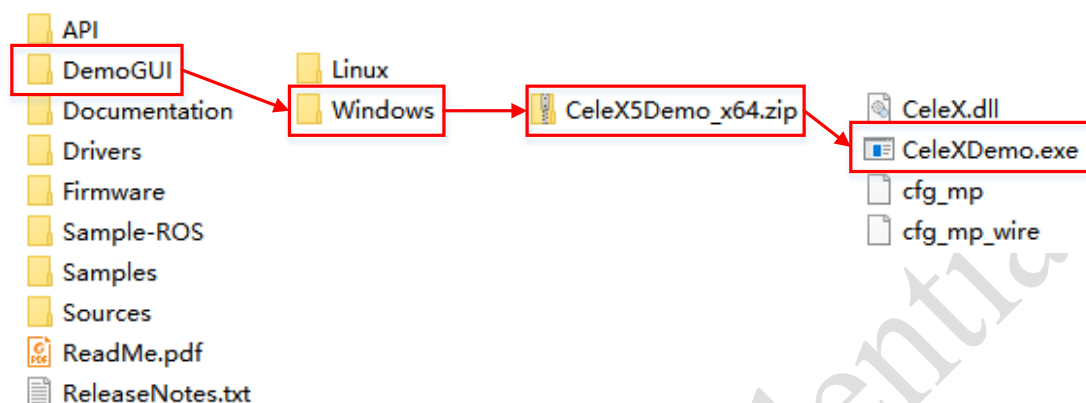 API
DemoGUI
Documentation
Drivers
Firmware
Sample-ROS
Samples
Sources
ReadMe.pdf
ReleaseNotes.txt
Linux
Windows
CeleX5Demo_x64.zip
CeleX.dll
CeleXDemo.exe
cfg_mp
cfg_mp_wire